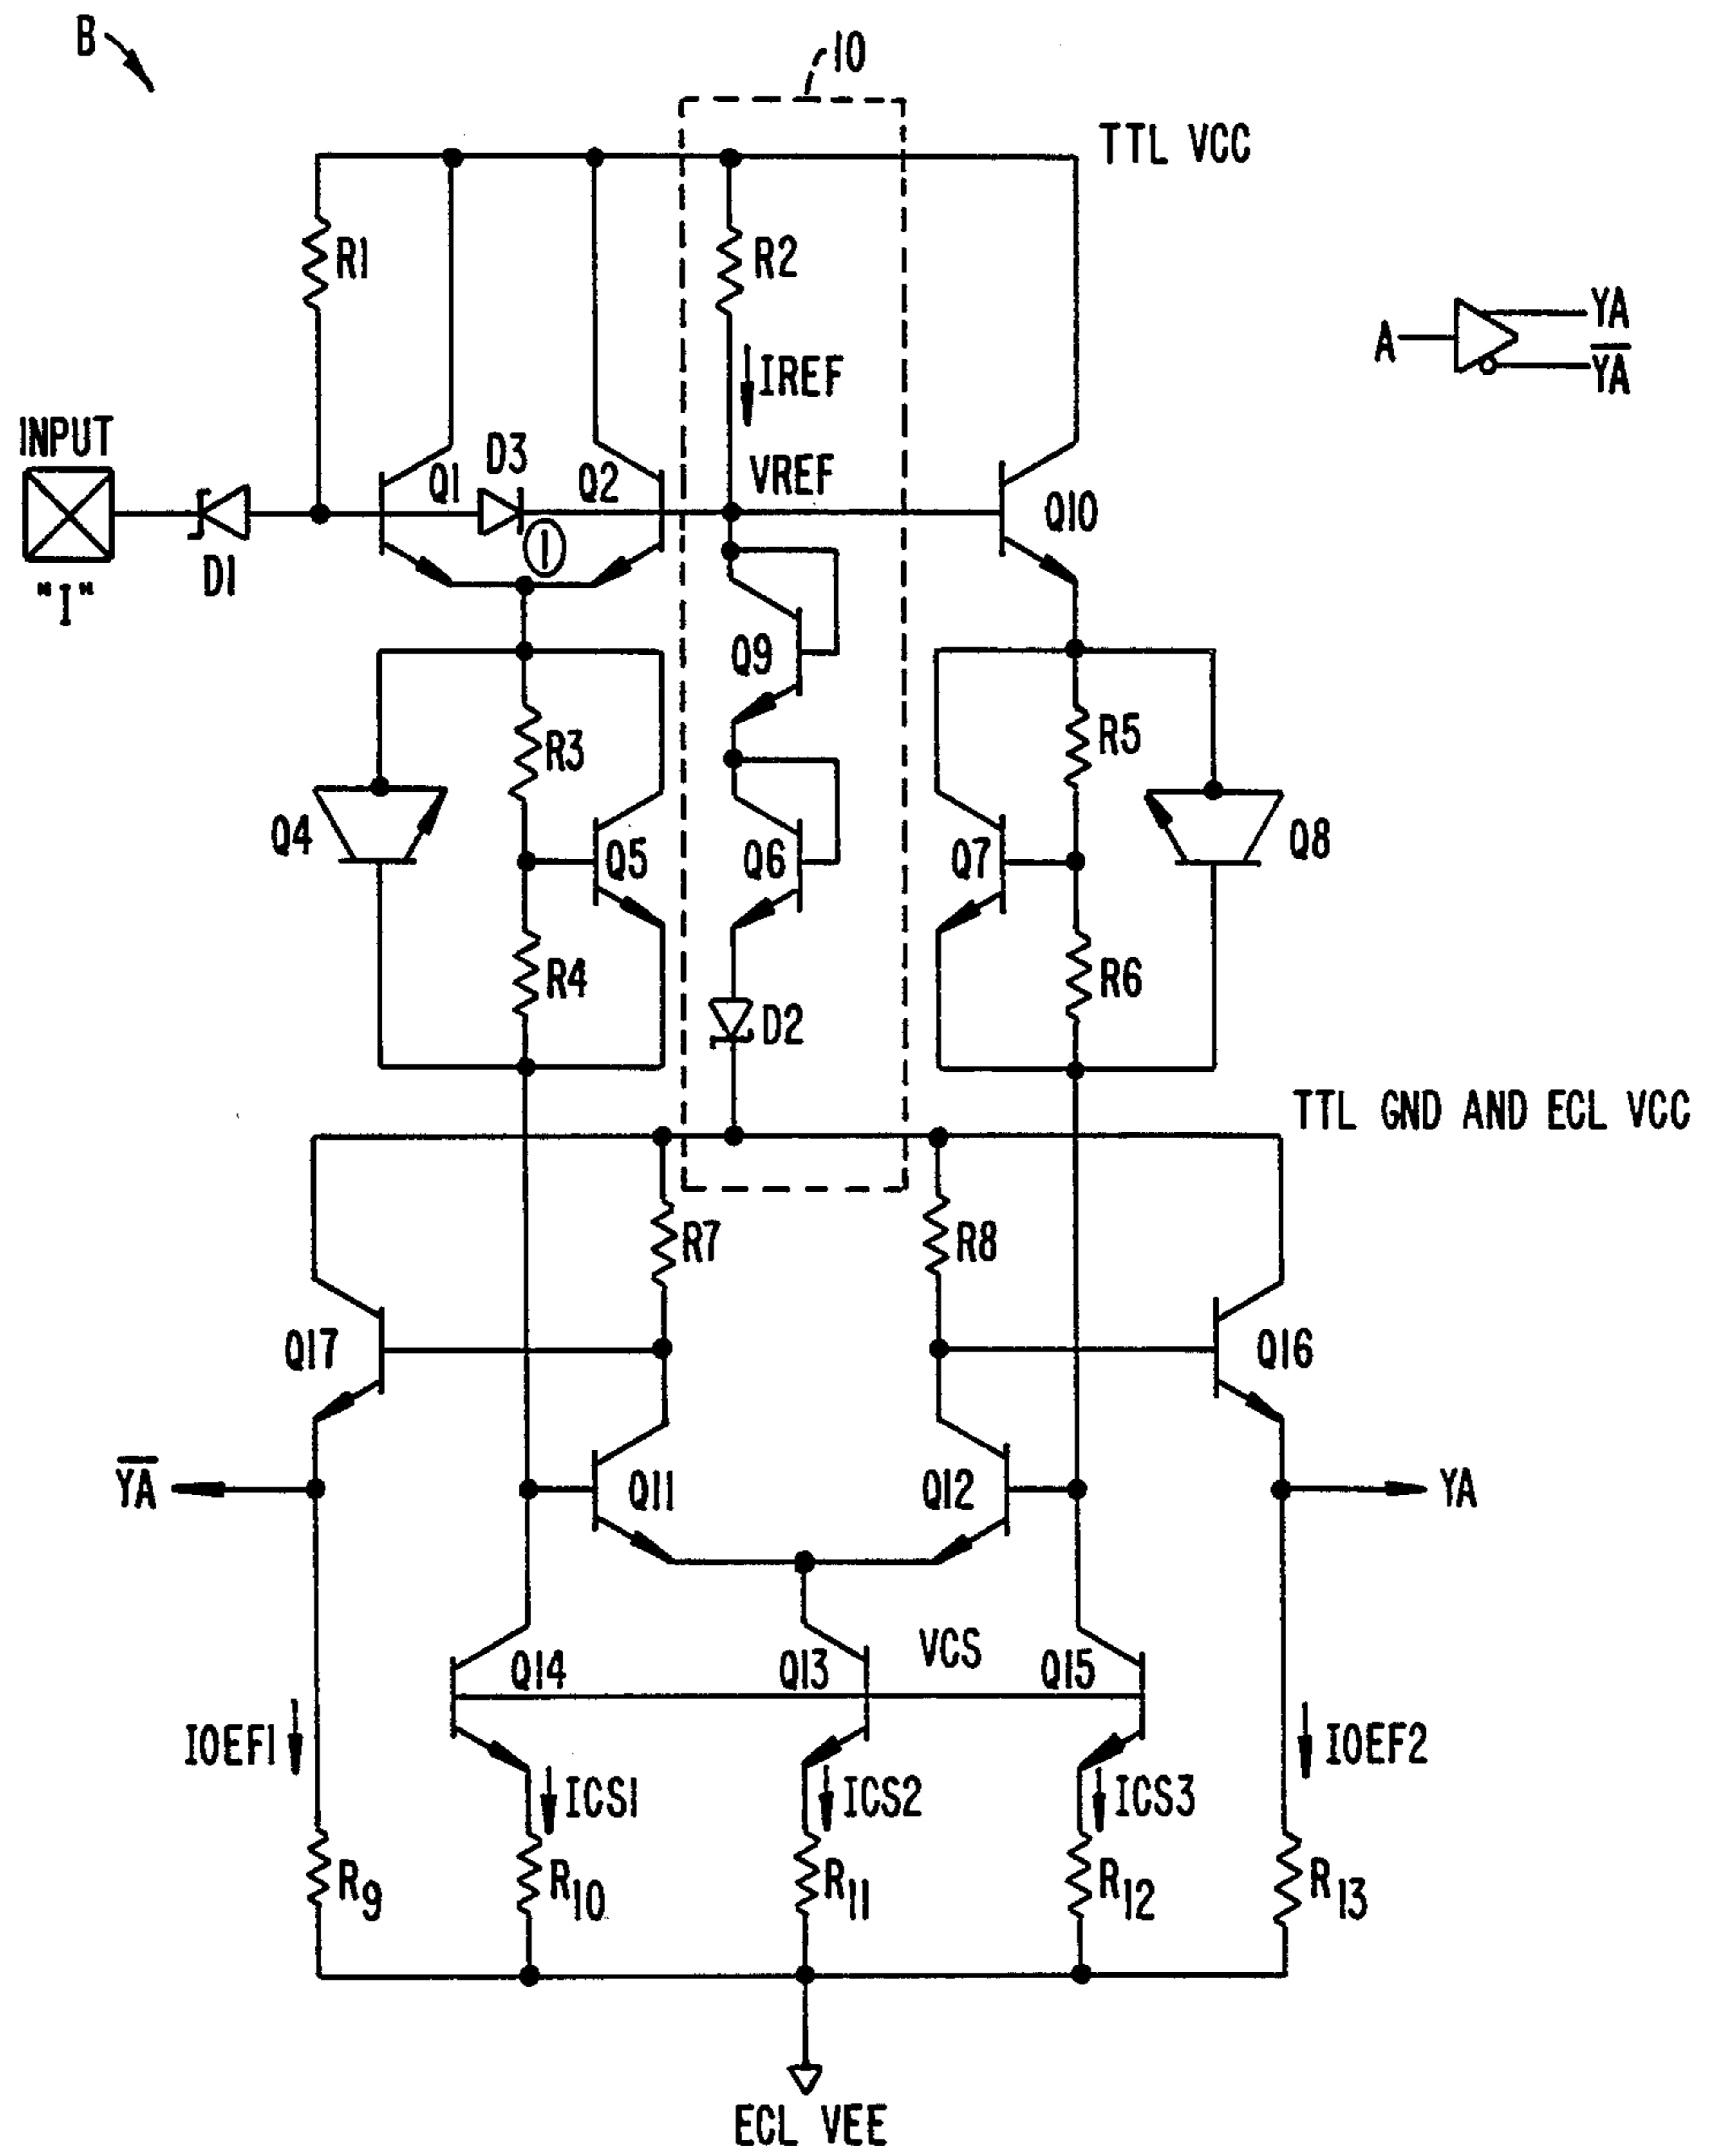 B
10
TTL VCC
R1
R2
IREF
A
YA
YA
INPUT
"I"
D1
Q1
D3
Q2
1
VREF
Q10
Q9
R3
R5
Q4
Q5
Q6
Q7
Q8
R4
D2
R6
TTL GND AND ECL VCC
R7
R8
Q17
Q16
YA
Q11
Q12
YA
Q14
Q13
VCS
Q15
IOEF1
IOEF2
ICS1
ICS2
ICS3
R9
R10
R11
R12
R13
ECL VEE